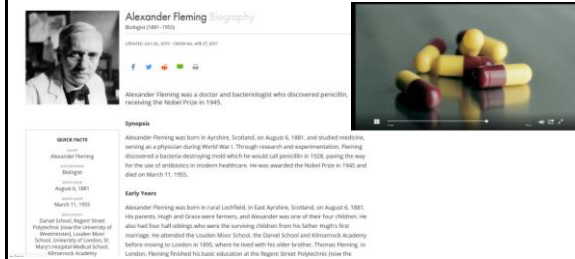 Alexander Fleming Biography
Biologist (1881–1955)
Alexander Fleming was a doctor and bacteriologist who discovered penicillin,
receiving the Nobel Prize in 1945.
Synopsis
Alexander Fleming was born in Ayrshire, Scotland, on August 6, 1881, and studied medicine,
serving as a physician during World War I. Through research and experimentation, Fleming
discovered a bacteria-destroying mold which he would call penicillin in 1928, paving the way
for the use of antibiotics in modern healthcare. He was awarded the Nobel Prize in 1945 and
died on March 11, 1955.
Early Years
Alexander Fleming was born in rural Lochfield, in East Ayrshire, Scotland, on August 6, 1881.
His parents, Hugh and Grace were farmers, and Alexander was one of their four children. He
also had four half-siblings who were the surviving children from his father Hugh's first
marriage. He attended the Louden Moor School, the Darvel School and Kilmarnock Academy
before moving to London in 1895, where he lived with his older brother, Thomas Fleming. In
London, Fleming finished his basic education at the Regent Street Polytechnic (now the
QUICK FACTS
NAME
Alexander Fleming
Biologist
August 6, 1881
March 11, 1955
Darvel School, Regent Street
Polytechnic (now the University of
Westminster), Louden Moor
School, University of London, St.
Mary's Hospital Medical School,
Kilmarnock Academy